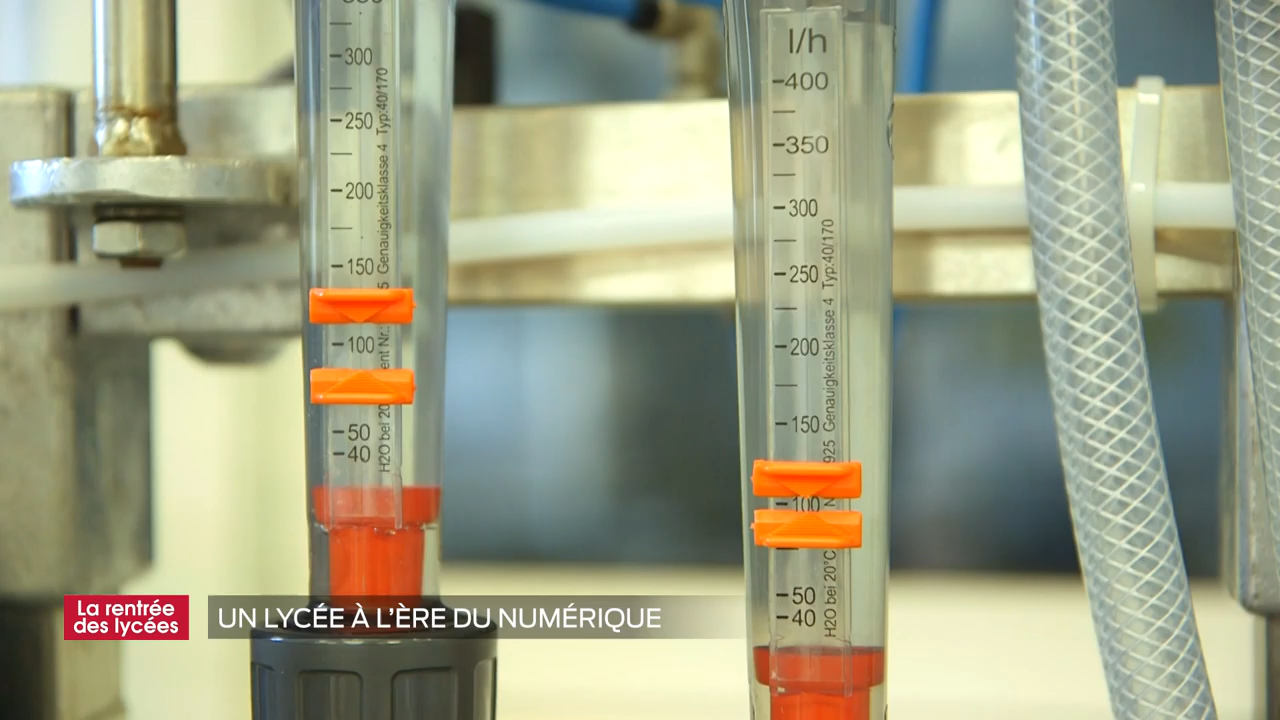 300
250
200
150
100
50
40
Genauigkeitsklasse 4 Typ:40/170
H2O bei 20
l/h
400
350
300
250
200
150
100
50
40
Genauigkeitsklasse 4 Typ:40/170
H2O bei 20°C
La rentrée
des lycées
UN LYCÉE À L'ÈRE DU NUMÉRIQUE